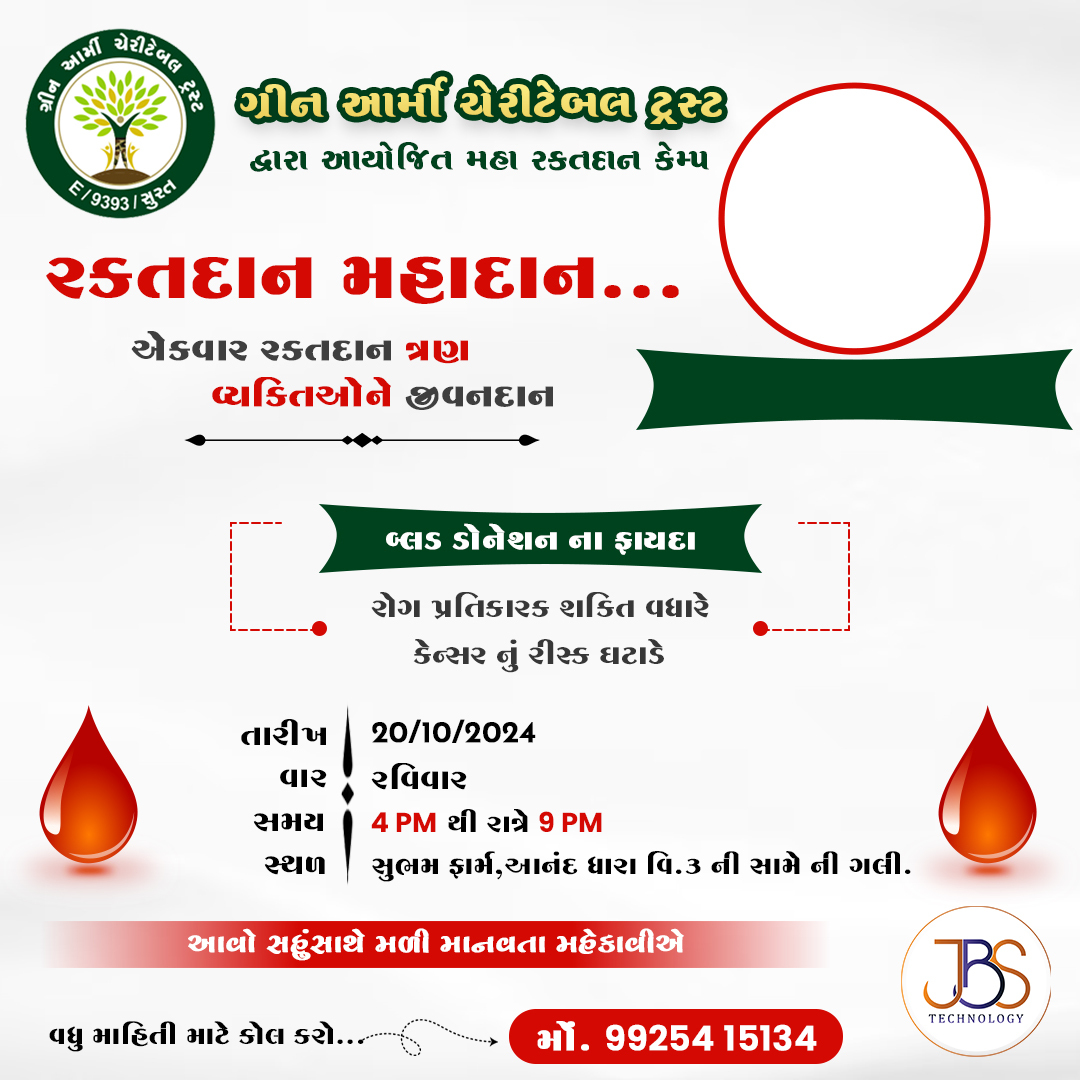 ગ્રીન આર્મી ચેરીટેબલ ટ્રસ્ટ
E/9393/સુરત
ગ્રીન આર્મી ચેરીટેબલ ટ્રસ્ટ
દ્વારા આયોજિત મહા રકતદાન કેમ્પ
રકતદાન મહાદાન...
એકવાર રકતદાન ત્રણ
વ્યકિતઓને જીવનદાન
બ્લડ ડોનેશન ના ફાયદા
રોગ પ્રતિકારક શકિત વધારે
કેન્સર નું રીસ્ક ઘટાડે
તારીખ 20/10/2024
વાર રવિવાર
સમય 4 PM થી રાત્રે 9 PM
સ્થળ સુભમ ફાર્મ,આનંદ ધારા વિ.૩ ની સામે ની ગલી.
આવો સહુંસાથે મળી માનવતા મહેકાવીએ
JBS
TECHNOLOGY
વધુ માહિતી માટે કોલ કરો...
મોં. 99254 15134